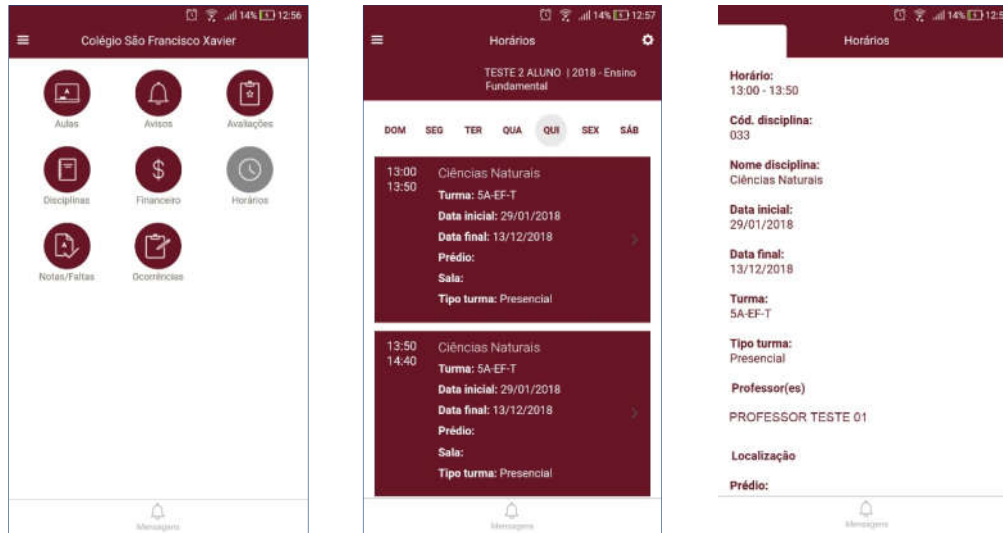 14% 12:56
Colégio São Francisco Xavier
Aulas Avisos Avaliações
Disciplinas Financeiro Horários
Notas/Faltas Ocorrências
Mensagens
14% 12:57
Horários
TESTE 2 ALUNO | 2018 - Ensino
Fundamental
DOM SEG TER QUA QUI SEX SÁB
13:00
13:50
Ciências Naturais
Turma: 5A-EF-T
Data inicial: 29/01/2018
Data final: 13/12/2018
Prédio:
Sala:
Tipo turma: Presencial
13:50
14:40
Ciências Naturais
Turma: 5A-EF-T
Data inicial: 29/01/2018
Data final: 13/12/2018
Prédio:
Sala:
Tipo turma: Presencial
Mensagens
14% 12:5
Horários
Horário:
13:00 - 13:50
Cód. disciplina:
033
Nome disciplina:
Ciências Naturais
Data inicial:
29/01/2018
Data final:
13/12/2018
Turma:
5A-EF-T
Tipo turma:
Presencial
Professor(es)
PROFESSOR TESTE 01
Localização
Prédio:
Mensagens